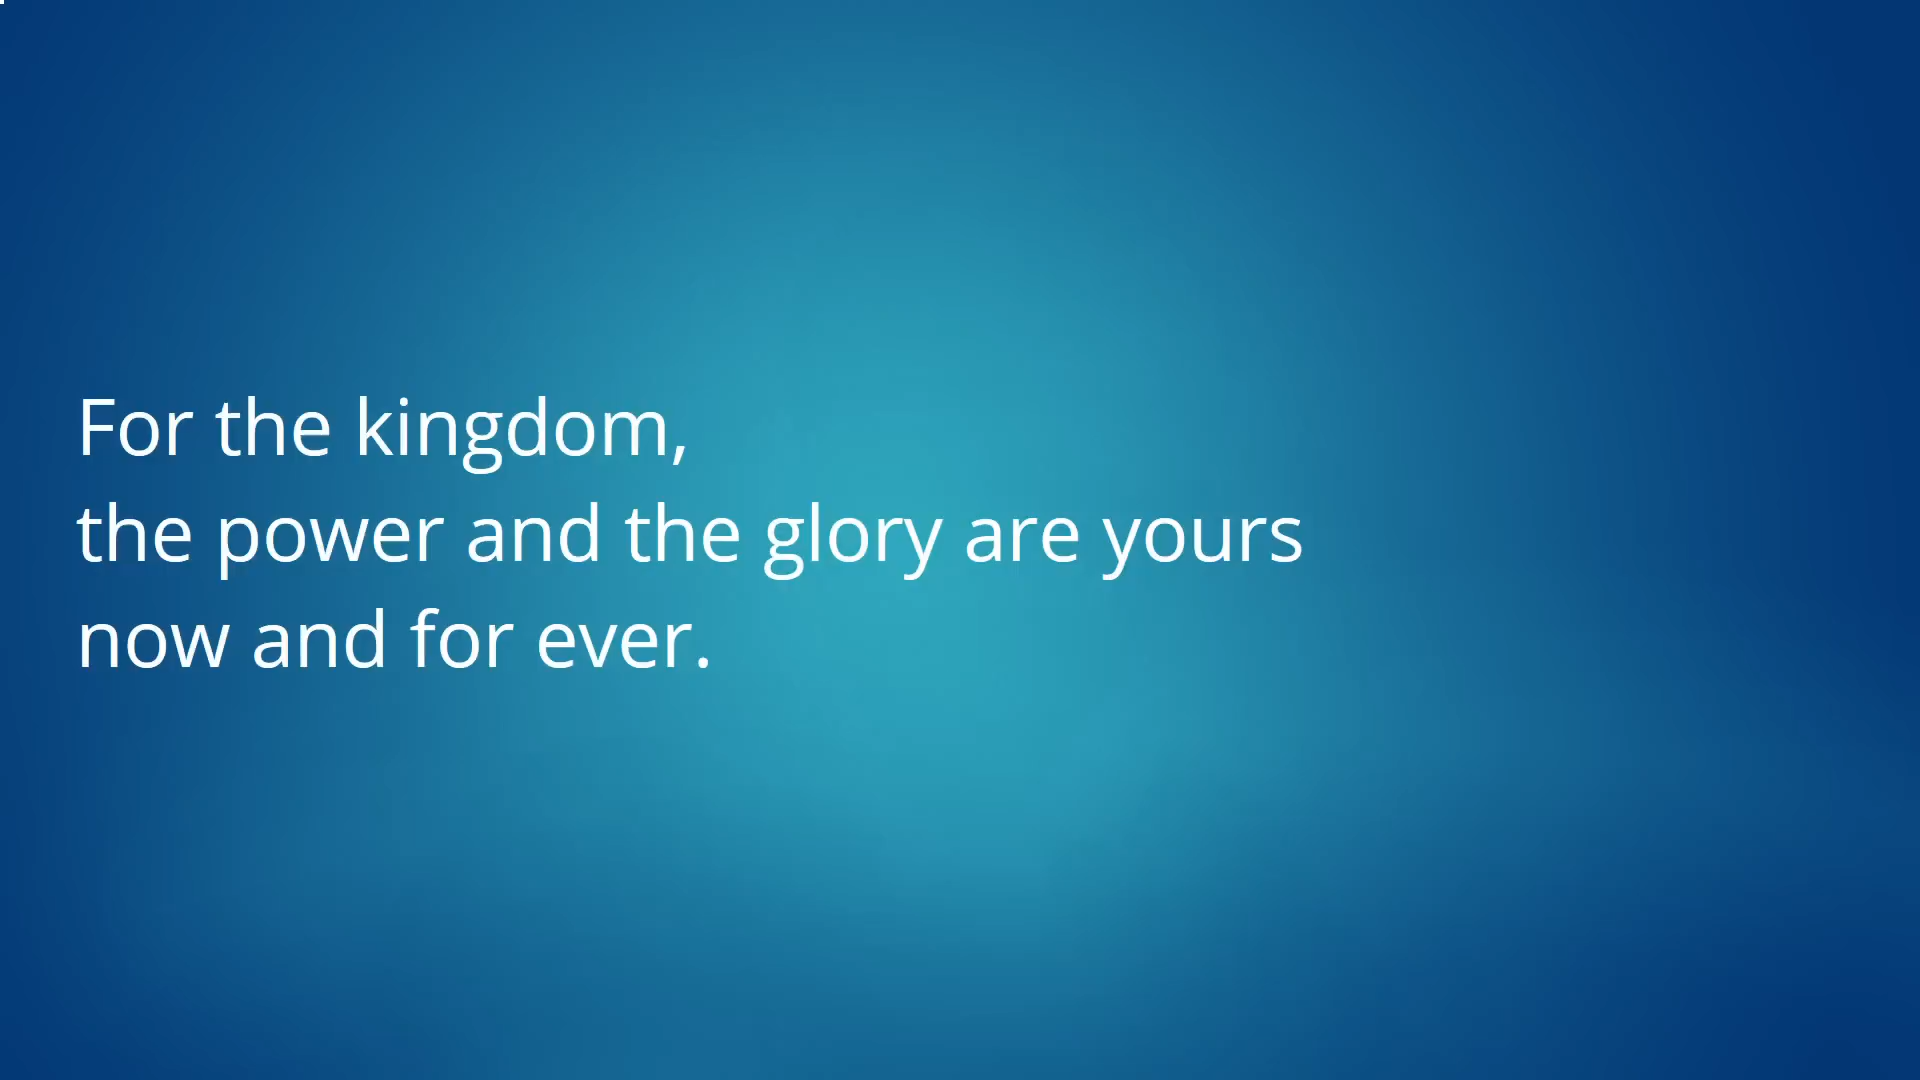 For the kingdom,
the power and the glory are yours
now and for ever.